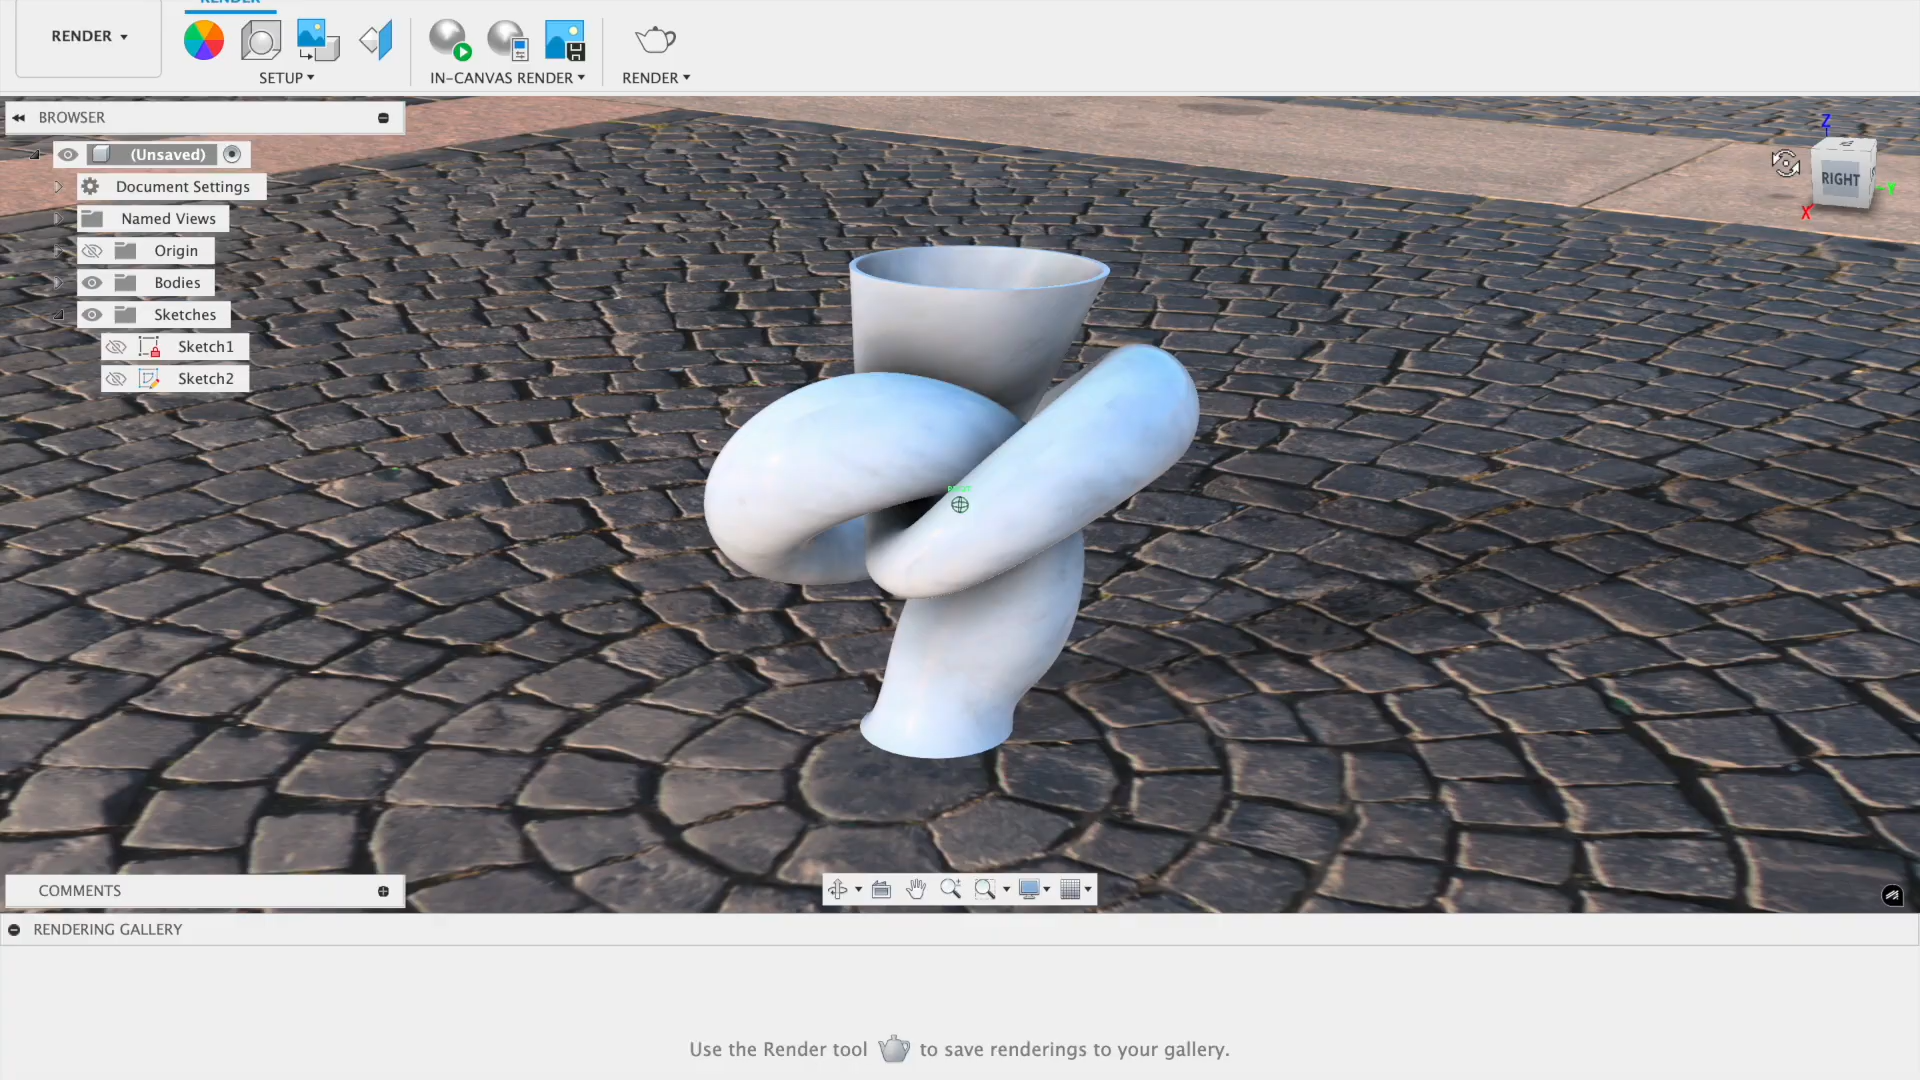 RENDER
RENDER
SETUP
IN-CANVAS RENDER
RENDER
BROWSER
(Unsaved)
Document Settings
Named Views
Origin
Bodies
Sketches
Sketch1
Sketch2
Z
RIGHT
Y
X
COMMENTS
RENDERING GALLERY
Use the Render tool to save renderings to your gallery.